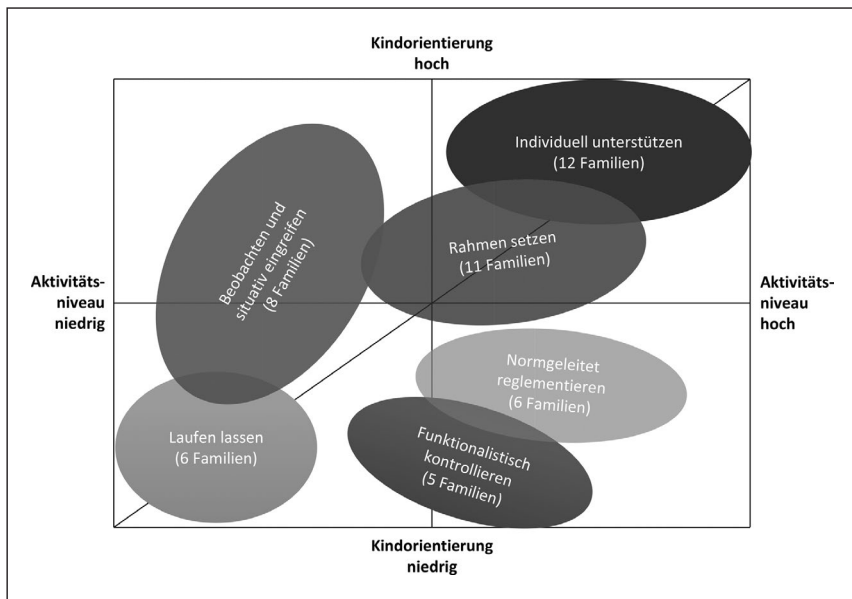 Kindorientierung
hoch
Individuell unterstützen
(12 Familien)
Beobachten und
situativ eingreifen
(8 Familien)
Rahmen setzen
(11 Familien)
Aktivitäts-
niveau
niedrig
Aktivitäts-
niveau
hoch
Normgeleitet
reglementieren
(6 Familien)
Laufen lassen
(6 Familien)
Funktionalistisch
kontrollieren
(5 Familien)
Kindorientierung
niedrig